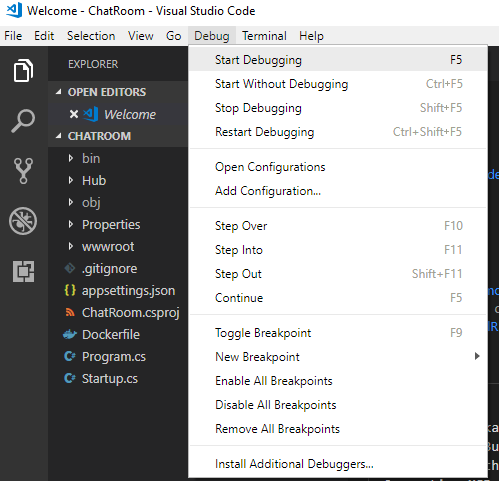 Welcome - ChatRoom - Visual Studio Code
File Edit Selection View Go Debug Terminal Help
EXPLORER
OPEN EDITORS
Welcome
CHATROOM
bin
Hub
obj
Properties
wwwroot
.gitignore
appsettings.json
ChatRoom.csproj
Dockerfile
Program.cs
Startup.cs
Start Debugging F5
Start Without Debugging Ctrl+F5
Stop Debugging Shift+F5
Restart Debugging Ctrl+Shift+F5
Open Configurations
Add Configuration...
Step Over F10
Step Into F11
Step Out Shift+F11
Continue F5
Toggle Breakpoint F9
New Breakpoint
Enable All Breakpoints
Disable All Breakpoints
Remove All Breakpoints
Install Additional Debuggers...